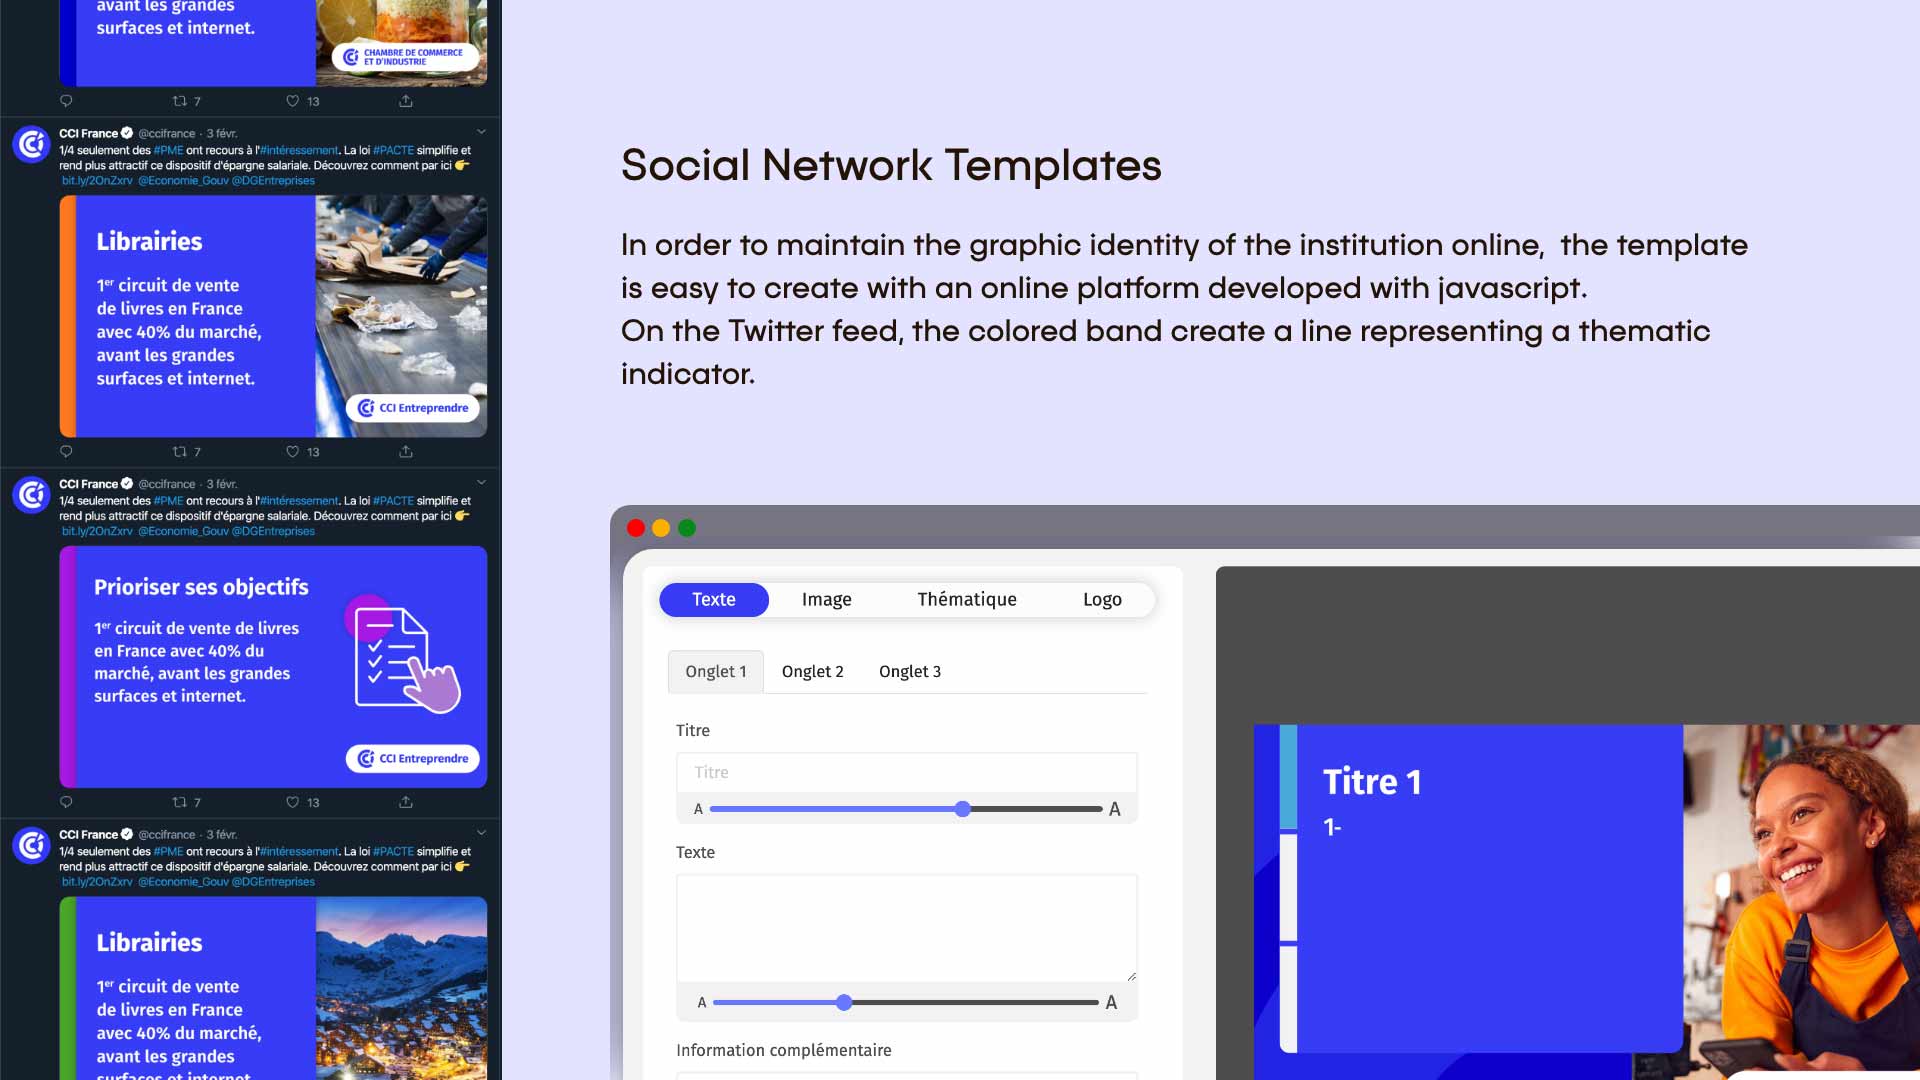 avant les grandes
surfaces et internet.
CHAMBRE DE COMMERCE
ET D'INDUSTRIE
7 13
CCI France @ccifrance · 3 févr.
1/4 seulement des #PME ont recours à l'#intéressement. La loi #PACTE simplifie et
rend plus attractif ce dispositif d'épargne salariale. Découvrez comment par ici 👉
bit.ly/2OnZxrv @Economie_Gouv @DGEntreprises
Librairies
1er circuit de vente
de livres en France
avec 40% du marché,
avant les grandes
surfaces et internet.
CCI Entreprendre
7 13
CCI France @ccifrance · 3 févr.
1/4 seulement des #PME ont recours à l'#intéressement. La loi #PACTE simplifie et
rend plus attractif ce dispositif d'épargne salariale. Découvrez comment par ici 👉
bit.ly/2OnZxrv @Economie_Gouv @DGEntreprises
Prioriser ses objectifs
1er circuit de vente de livres
en France avec 40% du
marché, avant les grandes
surfaces et internet.
CCI Entreprendre
7 13
CCI France @ccifrance · 3 févr.
1/4 seulement des #PME ont recours à l'#intéressement. La loi #PACTE simplifie et
rend plus attractif ce dispositif d'épargne salariale. Découvrez comment par ici 👉
bit.ly/2OnZxrv @Economie_Gouv @DGEntreprises
Librairies
1er circuit de vente
de livres en France
avec 40% du marché,
avant les grandes
surfaces et internet.
Social Network Templates
In order to maintain the graphic identity of the institution online, the template
is easy to create with an online platform developed with javascript.
On the Twitter feed, the colored band create a line representing a thematic
indicator.
Texte Image Thématique Logo
Onglet 1 Onglet 2 Onglet 3
Titre
Titre
A A
Texte
A A
Information complémentaire
Titre 1
1-